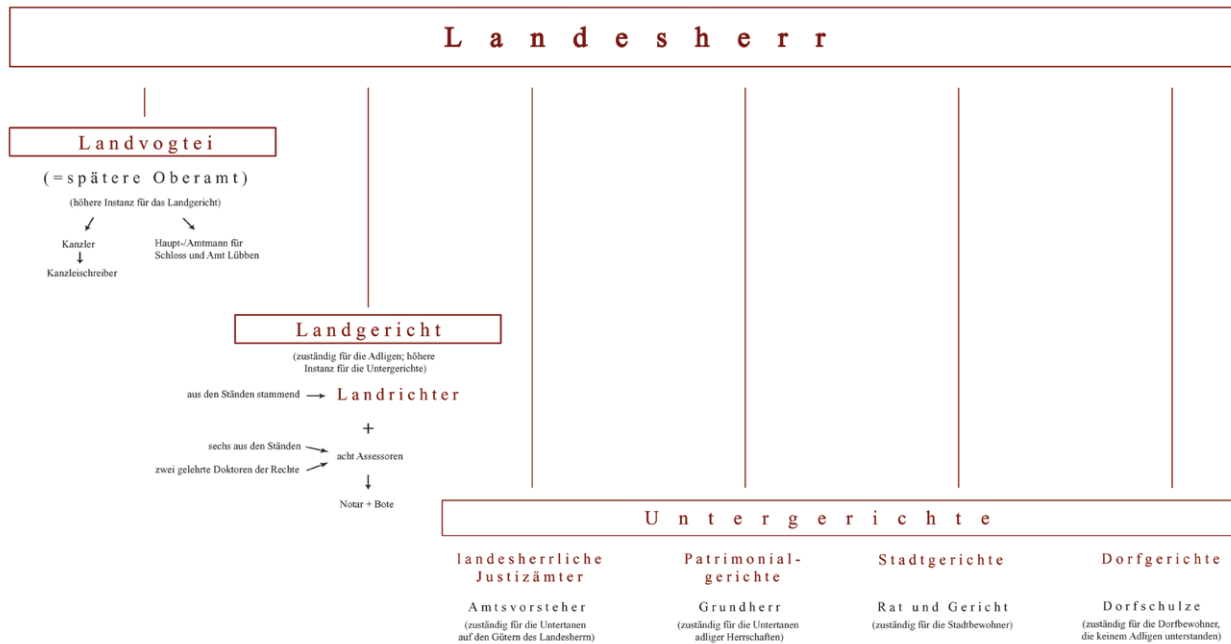 Landesherr
Landvogtei
(=spätere Oberamt)
(höhere Instanz für das Landgericht)
Kanzler
Kanzleischreiber
Haupt-/Amtmann für
Schloss und Amt Lübben
Landgericht
(zuständig für die Adligen; höhere
Instanz für die Untergerichte)
aus den Ständen stammend
Landrichter
+
sechs aus den Ständen
zwei gelehrte Doktoren der Rechte
acht Assessoren
Notar + Bote
Untergerichte
landesherrliche
Justizämter
Amtsvorsteher
(zuständig für die Untertanen
auf den Gütern des Landesherrn)
Patrimonial-
gerichte
Grundherr
(zuständig für die Untertanen
adliger Herrschaften)
Stadtgerichte
Rat und Gericht
(zuständig für die Stadtbewohner)
Dorfgerichte
Dorfschulze
(zuständig für die Dorfbewohner,
die keinem Adligen unterstanden)